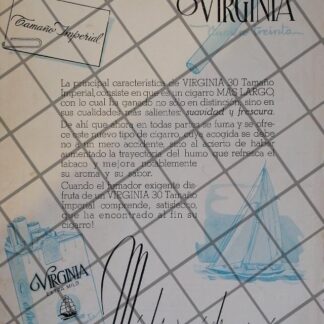 VIRGINIA
Tamaño Imperial
La principal característica de VIRGINIA 30 Tamaño
Imperial, consiste en que es un cigarro MAS LARGO,
con lo cual ha ganado no sólo en distinción, sino en
sus cualidades más salientes: suavidad y frescura.
De ahí que ahora en todas partes se fuma y se ofre-
ce este nuevo tipo de cigarro, cuya acogida se debe
no a un mero accidente, sino al acierto de haber
aumentado la trayectoria del humo que refresca el
tabaco y mejora notablemente
su aroma y su sabor.
Cuando el fumador exigente dis-
fruta de un VIRGINIA 30 Tamaño
imperial comprende, satisfecho,
que ha encontrado al fin su
cigarro!
VIRGINIA
EXTRA MILD